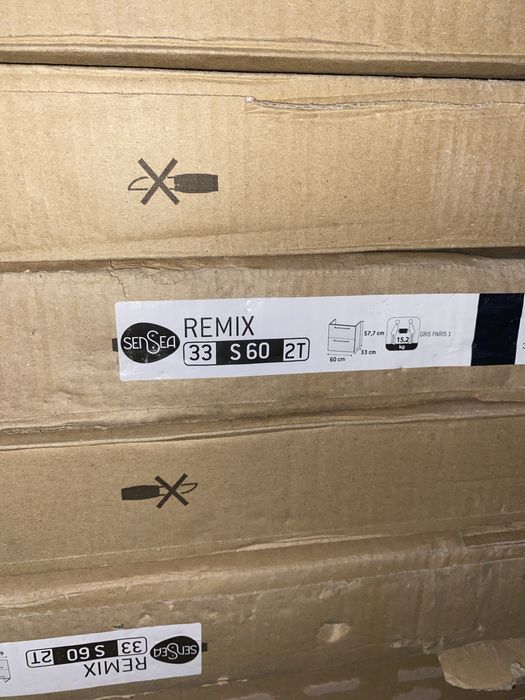 SENSEA
REMIX
33 S 60 2T
57,7 cm
33 cm
60 cm
15,2
kg
GRIS PARIS 1
SENSEA
REMIX
33 S 60 2T